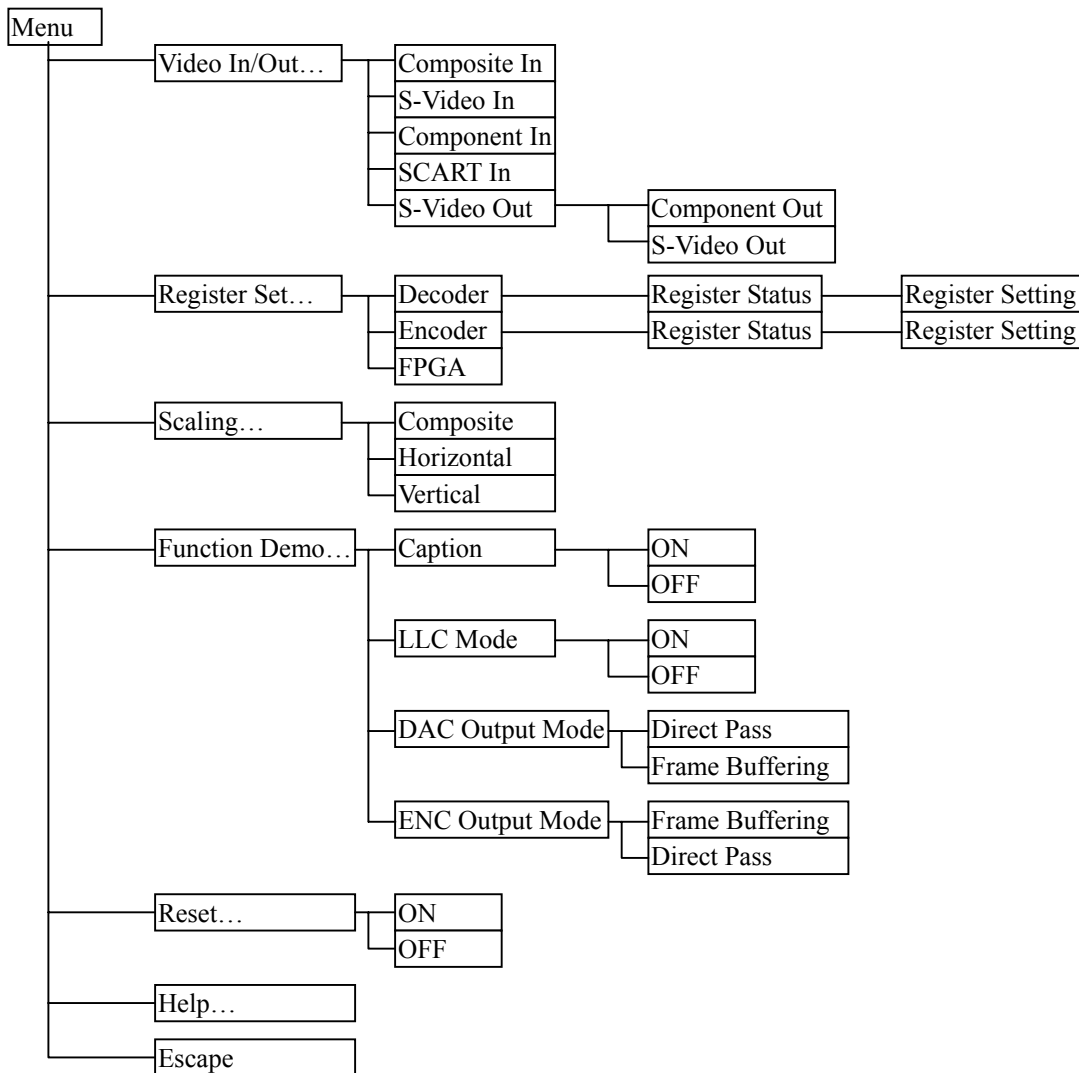 Menu
Video In/Out…
Composite In
S-Video In
Component In
SCART In
S-Video Out
Component Out
S-Video Out
Register Set…
Decoder
Register Status
Register Setting
Encoder
Register Status
Register Setting
FPGA
Scaling…
Composite
Horizontal
Vertical
Function Demo…
Caption
ON
OFF
LLC Mode
ON
OFF
DAC Output Mode
Direct Pass
Frame Buffering
ENC Output Mode
Frame Buffering
Direct Pass
Reset…
ON
OFF
Help…
Escape